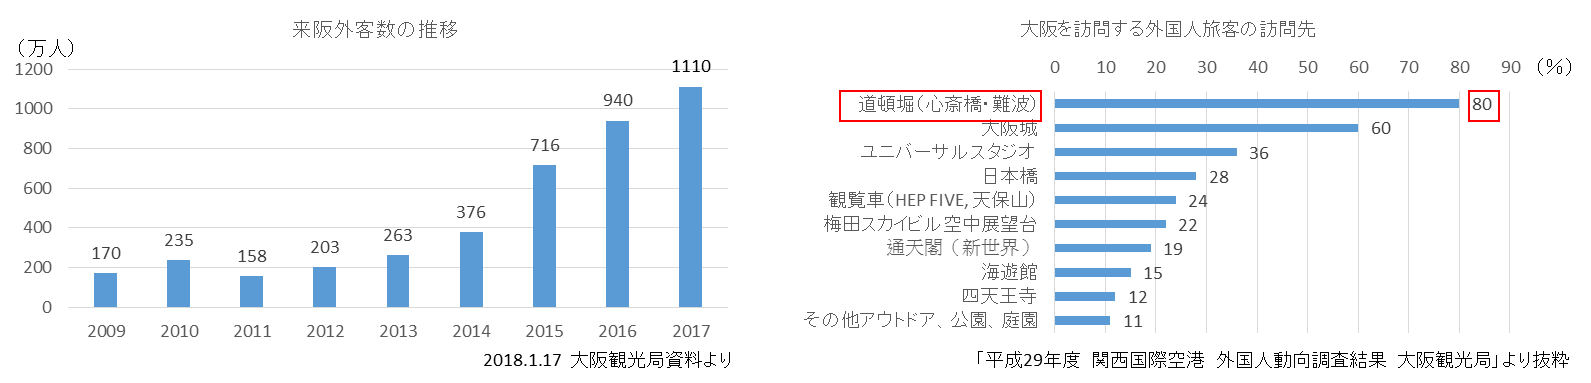 来阪外客数の推移
（万人）
1200
1000
800
600
400
200
0
170
235
158
203
263
376
716
940
1110
2009 2010 2011 2012 2013 2014 2015 2016 2017
2018.1.17 大阪観光局資料より
大阪を訪問する外国人旅客の訪問先
0 10 20 30 40 50 60 70 80 90 （%）
道頓堀（心斎橋・難波） 80
大阪城 60
ユニバーサルスタジオ 36
日本橋 28
観覧車（HEP FIVE, 天保山） 24
梅田スカイビル空中展望台 22
通天閣（新世界） 19
海遊館 15
四天王寺 12
その他アウトドア、公園、庭園 11
「平成29年度 関西国際空港 外国人動向調査結果 大阪観光局」より抜粋